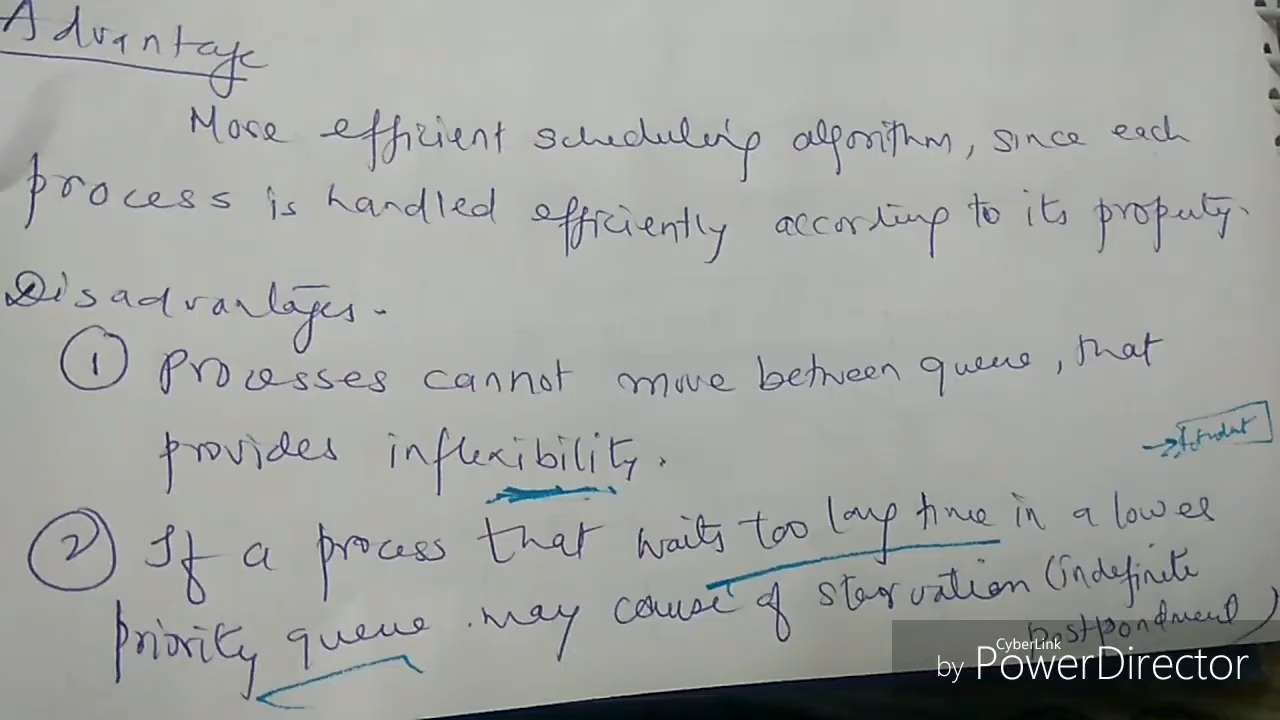 Advantage
More efficient scheduling algorithm, since each
process is handled efficiently according to its property.
Disadvantages.
① Processes cannot move between queue, that
provides inflexibility.
② If a process that waits too long time in a lower
priority queue may cause of starvation (indefinite
postpondment)
CyberLink
by PowerDirector